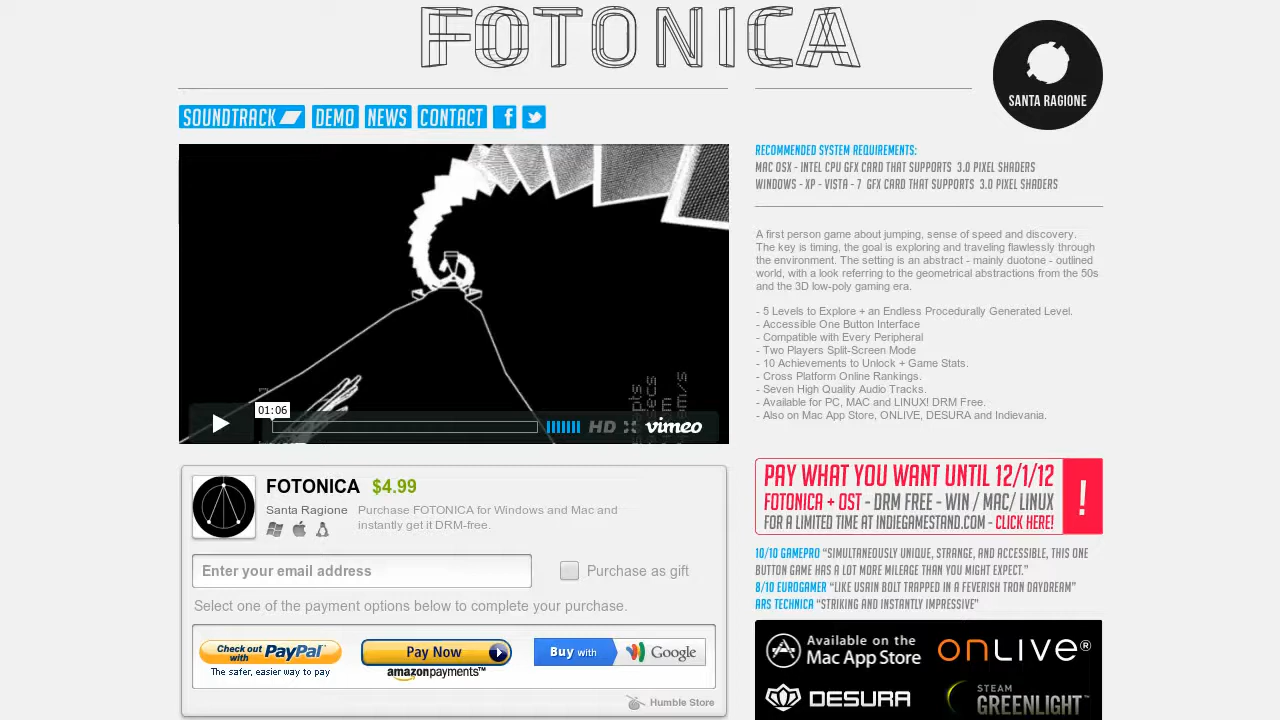 FOTONICA
SANTA RAGIONE
SOUNDTRACK DEMO NEWS CONTACT f
RECOMMENDED SYSTEM REQUIREMENTS:
MAC OSX - INTEL CPU GFX CARD THAT SUPPORTS 3.0 PIXEL SHADERS
WINDOWS - XP - VISTA - 7 GFX CARD THAT SUPPORTS 3.0 PIXEL SHADERS
A first person game about jumping, sense of speed and discovery.
The key is timing, the goal is exploring and traveling flawlessly through
the environment. The setting is an abstract - mainly duotone - outlined
world, with a look referring to the geometrical abstractions from the 50s
and the 3D low-poly gaming era.
- 5 Levels to Explore + an Endless Procedurally Generated Level.
- Accessible One Button Interface
- Compatible with Every Peripheral
- Two Players Split-Screen Mode
- 10 Achievements to Unlock + Game Stats.
- Cross Platform Online Rankings.
- Seven High Quality Audio Tracks.
- Available for PC, MAC and LINUX! DRM Free.
- Also on Mac App Store, ONLIVE, DESURA and Indievania.
01:06
HD vimeo
FOTONICA $4.99
Santa Ragione
Purchase FOTONICA for Windows and Mac and
instantly get it DRM-free.
Enter your email address
Purchase as gift
Select one of the payment options below to complete your purchase.
Check out with PayPal
The safer, easier way to pay
Pay Now
amazonpayments™
Buy with Google
Humble Store
PAY WHAT YOU WANT UNTIL 12/1/12
FOTONICA + OST - DRM FREE - WIN / MAC/ LINUX
FOR A LIMITED TIME AT INDIEGAMESTAND.COM - CLICK HERE!
!
10/10 GAMEPRO “SIMULTANEOUSLY UNIQUE, STRANGE, AND ACCESSIBLE, THIS ONE
BUTTON GAME HAS A LOT MORE MILEAGE THAN YOU MIGHT EXPECT.”
8/10 EUROGAMER “LIKE USAIN BOLT TRAPPED IN A FEVERISH TRON DAYDREAM”
ARS TECHNICA “STRIKING AND INSTANTLY IMPRESSIVE”
Available on the
Mac App Store
ONLIVE®
DESURA
STEAM
GREENLIGHT™